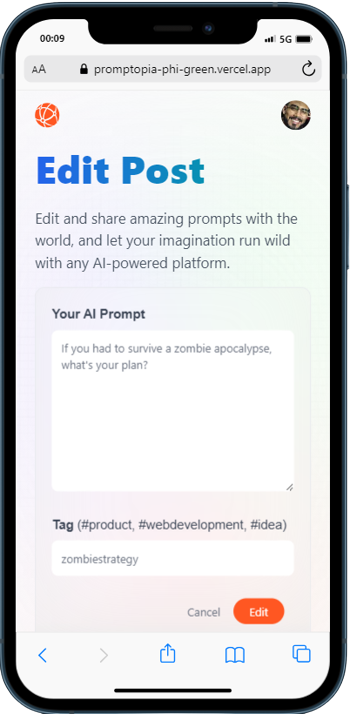 00:09
5G
AA
promptopia-phi-green.vercel.app
Edit Post
Edit and share amazing prompts with the
world, and let your imagination run wild
with any AI-powered platform.
Your AI Prompt
If you had to survive a zombie apocalypse,
what's your plan?
Tag (#product, #webdevelopment, #idea)
zombiestrategy
Cancel Edit